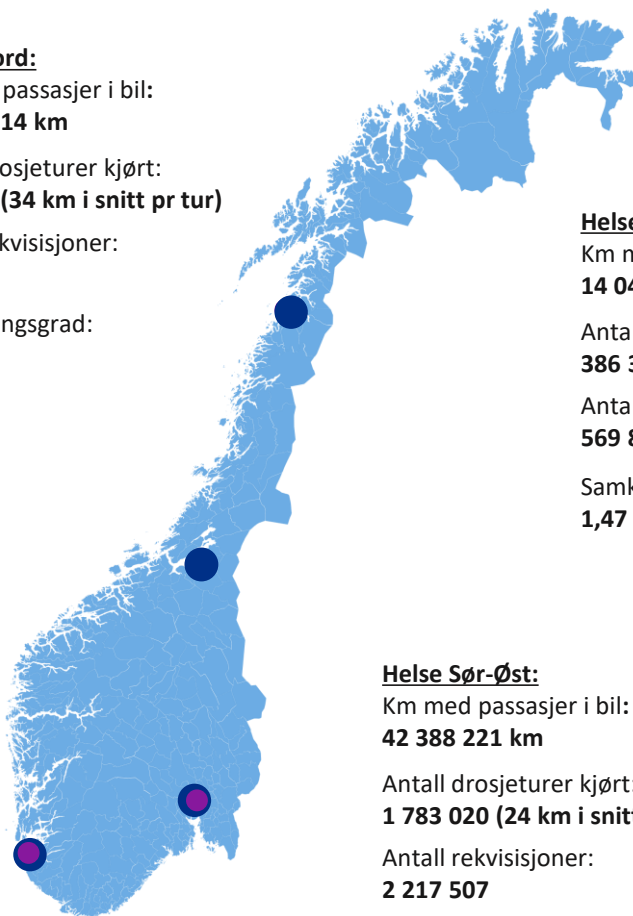 ord:
passasjer i bil:
14 km
osjeturer kjørt:
(34 km i snitt pr tur)
kvisisjoner:
ngsgrad:
Helse
Km m
14 04
Anta
386 3
Anta
569 8
Samk
1,47
Helse Sør-Øst:
Km med passasjer i bil:
42 388 221 km
Antall drosjeturer kjørt:
1 783 020 (24 km i snitt
Antall rekvisisjoner:
2 217 507